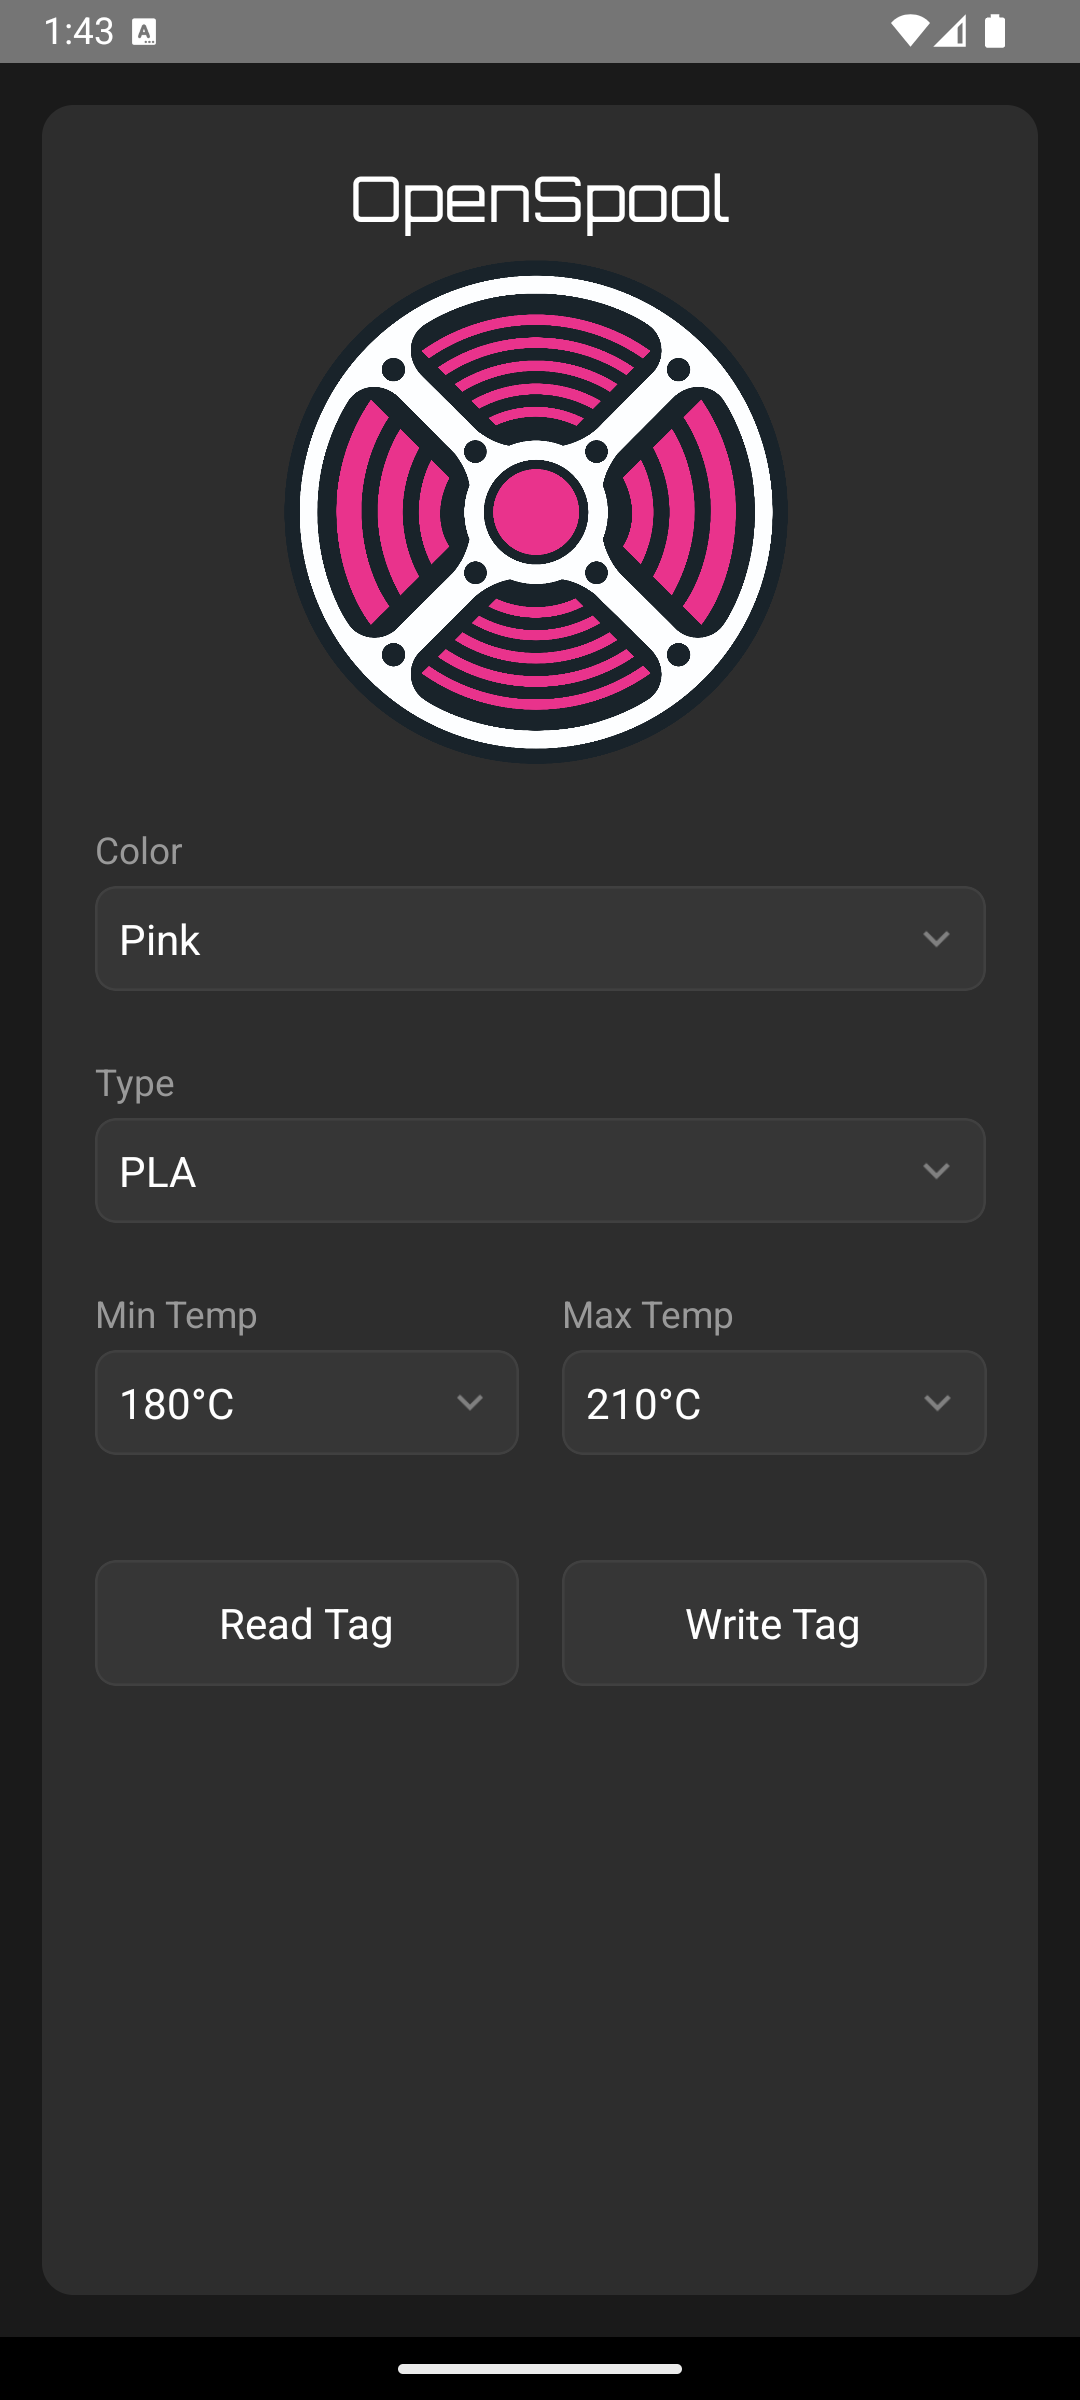 1:43
OpenSpool
Color
Pink
Type
PLA
Min Temp Max Temp
180°C 210°C
Read Tag Write Tag